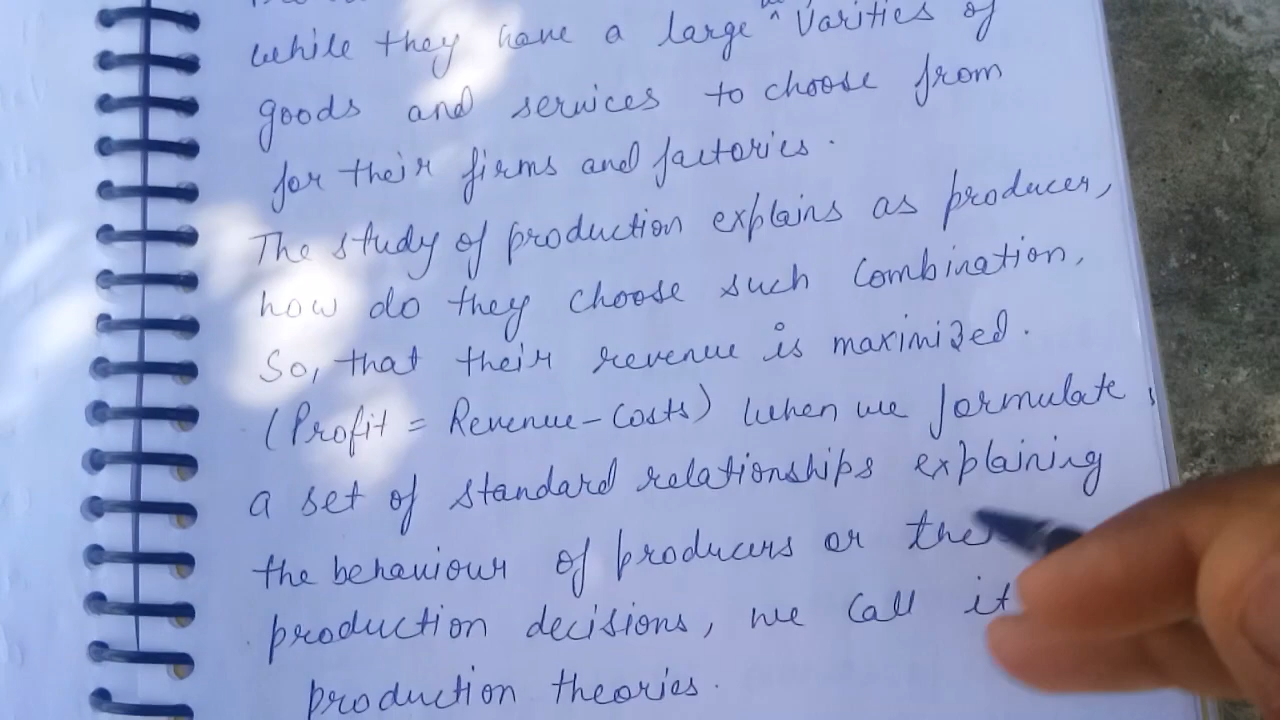 while they have a large ^ Varities of
goods and services to choose from
for their firms and factories.
The study of production explains as producer,
how do they choose such combination,
So, that their revenue is maximized.
(Profit = Revenue - Costs) When we formulate,
a set of standard relationships explaining
the behaviour of producers or the
production decisions, we call it
production theories.